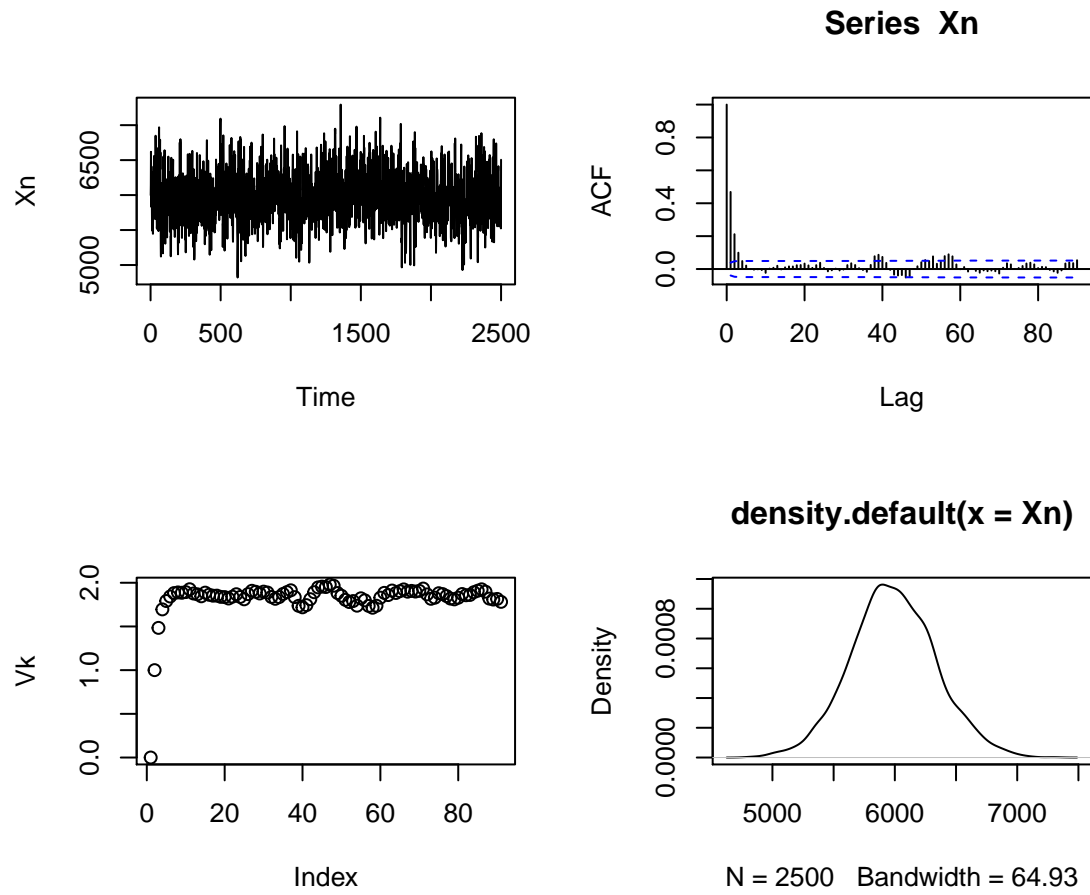 Series  Xn
Xn
5000
6500
0
500
1500
2500
Time
ACF
0.0
0.4
0.8
0
20
40
60
80
Lag
density.default(x = Xn)
Vk
0.0
1.0
2.0
0
20
40
60
80
Index
Density
0.0000
0.0008
5000
6000
7000
N = 2500   Bandwidth = 64.93